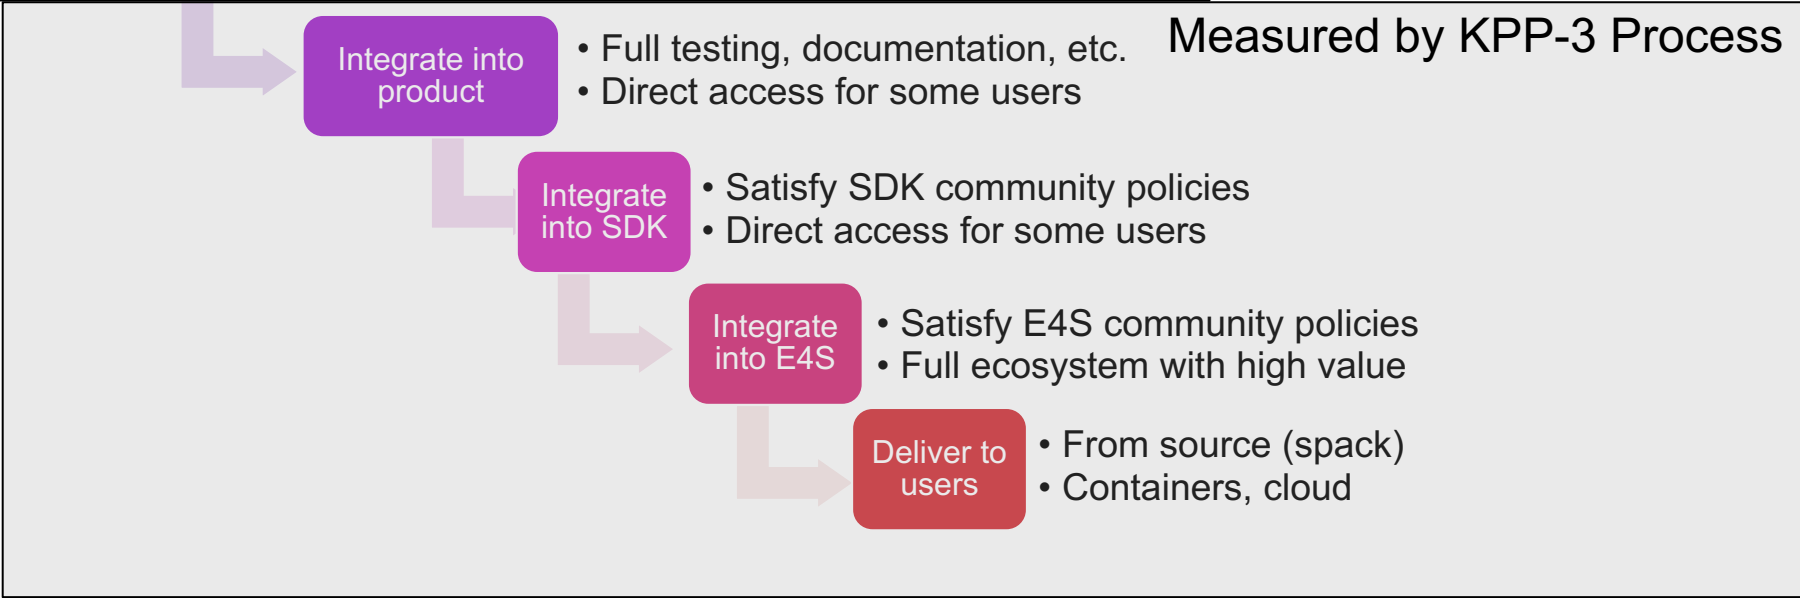 Measured by KPP-3 Process
Integrate into
product
• Full testing, documentation, etc.
• Direct access for some users
Integrate
into SDK
• Satisfy SDK community policies
• Direct access for some users
Integrate
into E4S
• Satisfy E4S community policies
• Full ecosystem with high value
Deliver to
users
• From source (spack)
• Containers, cloud